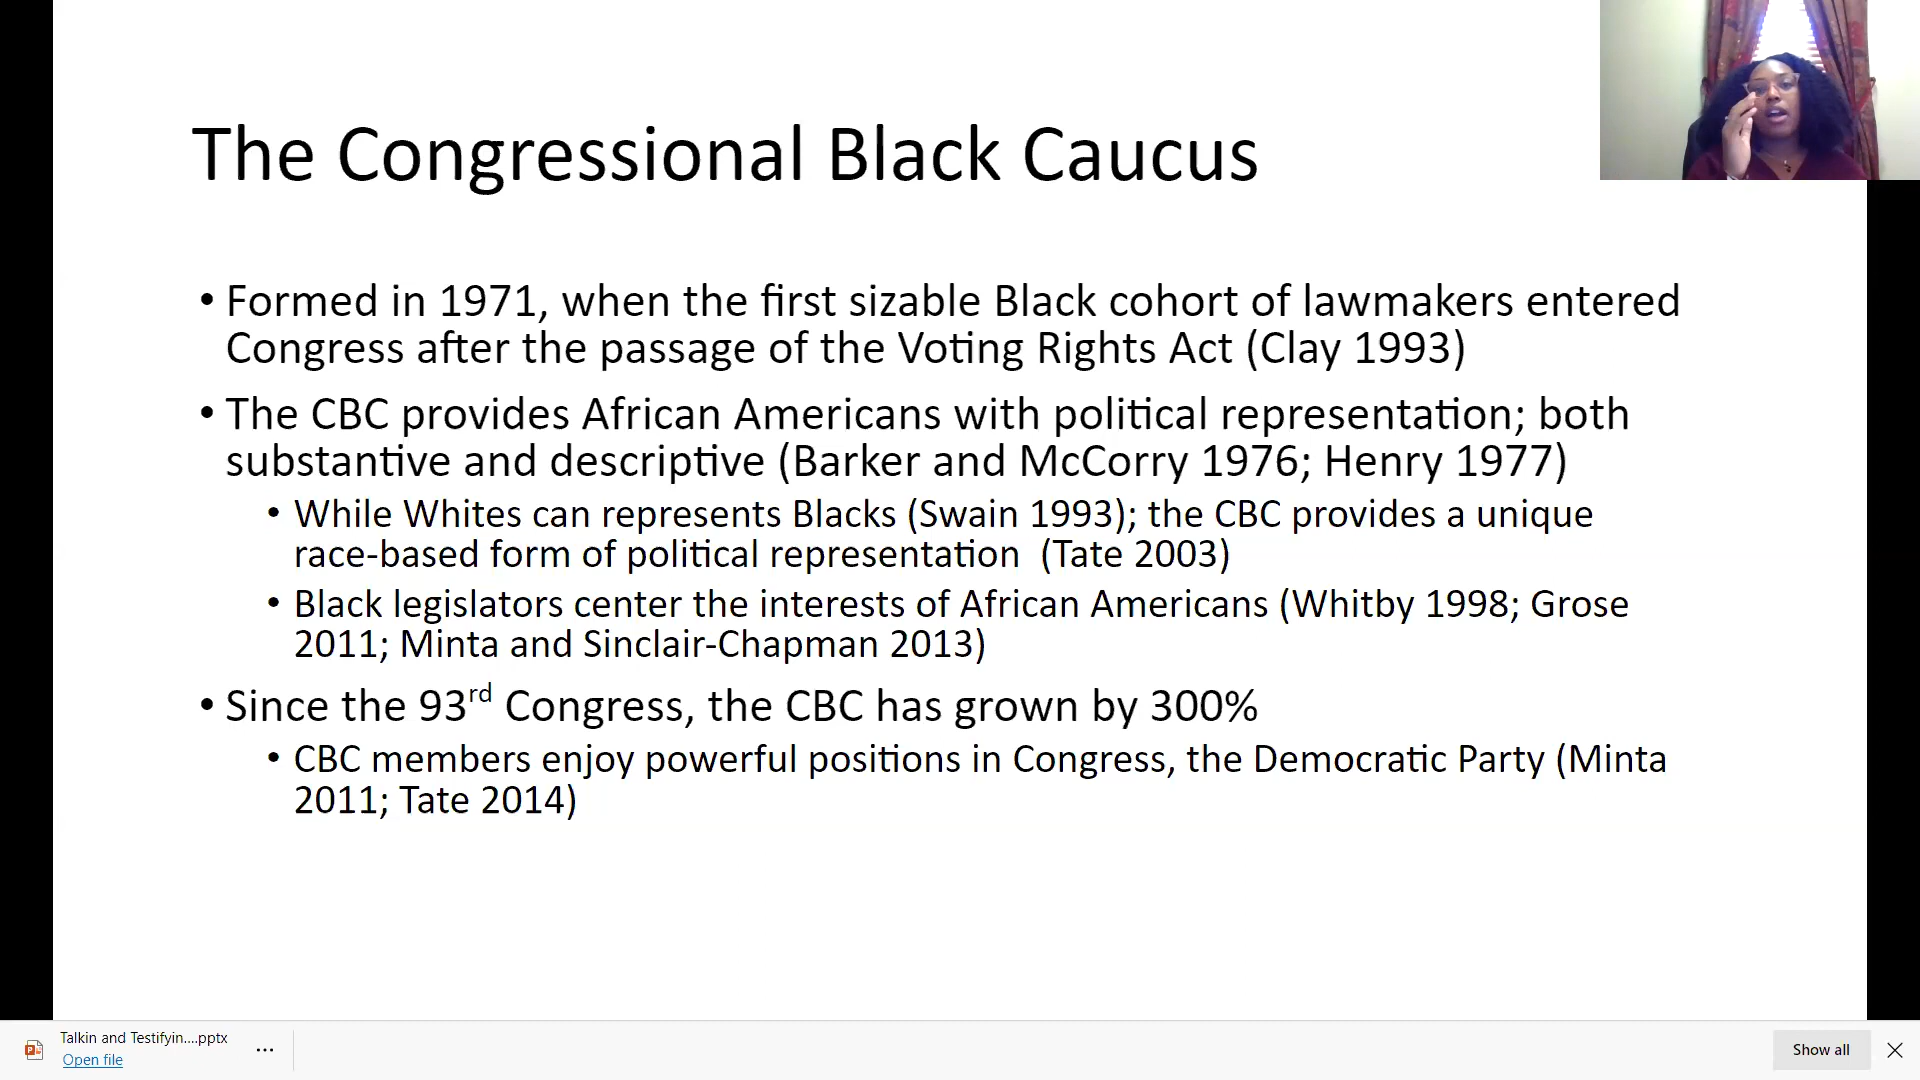 The Congressional Black Caucus
• Formed in 1971, when the first sizable Black cohort of lawmakers entered
Congress after the passage of the Voting Rights Act (Clay 1993)
• The CBC provides African Americans with political representation; both
substantive and descriptive (Barker and McCorry 1976; Henry 1977)
• While Whites can represents Blacks (Swain 1993); the CBC provides a unique
race-based form of political representation (Tate 2003)
• Black legislators center the interests of African Americans (Whitby 1998; Grose
2011; Minta and Sinclair-Chapman 2013)
• Since the 93rd Congress, the CBC has grown by 300%
• CBC members enjoy powerful positions in Congress, the Democratic Party (Minta
2011; Tate 2014)
Talkin and Testifyin....pptx
Open file
Show all